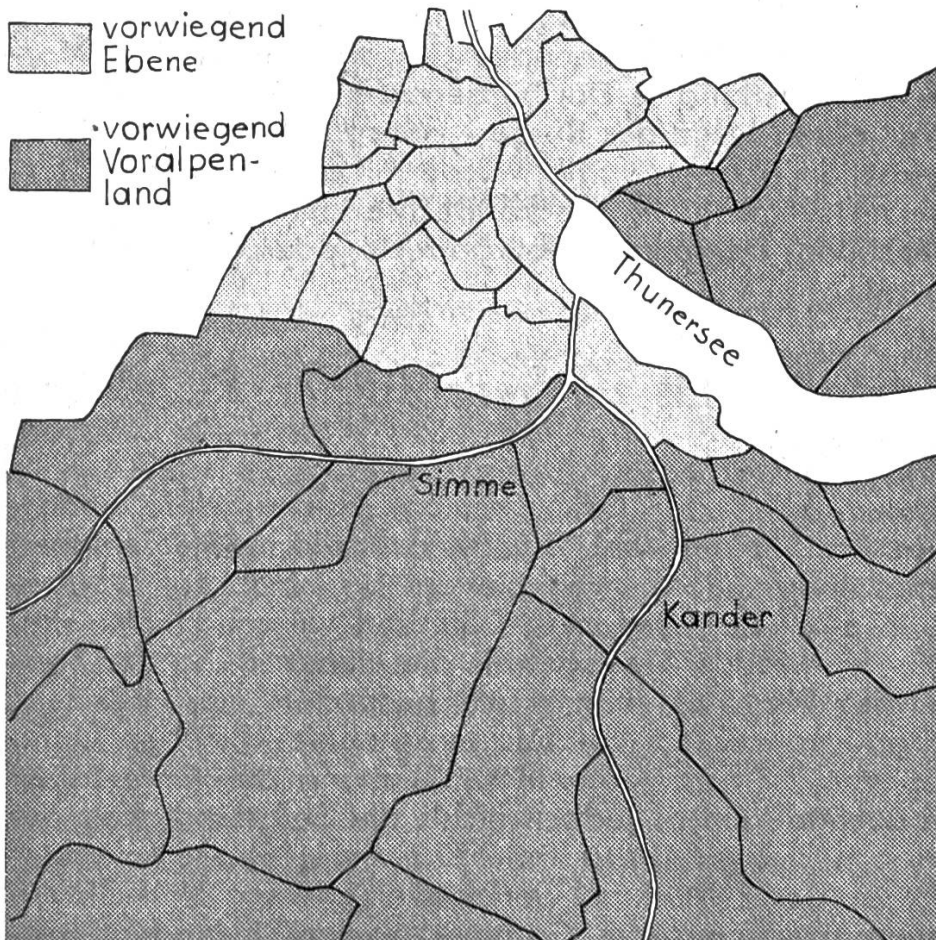 vorwiegend
Ebene
vorwiegend
Voralpen-
land
Thunersee
Simme
Kander